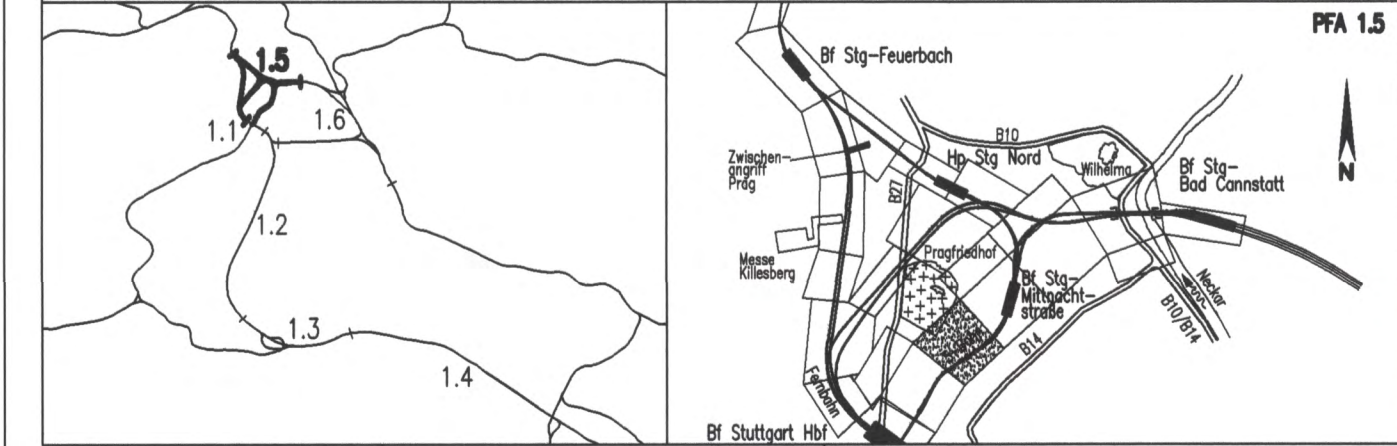 1.5
1.1
1.6
1.2
1.3
1.4
PFA 1.5
Bf Stg-Feuerbach
N
B10
Zwischen-
angriff
Prag
Hp Stg Nord
Wilhelma
Bf Stg-
Bad Cannstatt
B27
Messe
Killesberg
Pragfriedhof
Bf Stg-
Mittnacht-
straße
Neckar
B10/B14
B14
Fernbahn
Bf Stuttgart Hbf